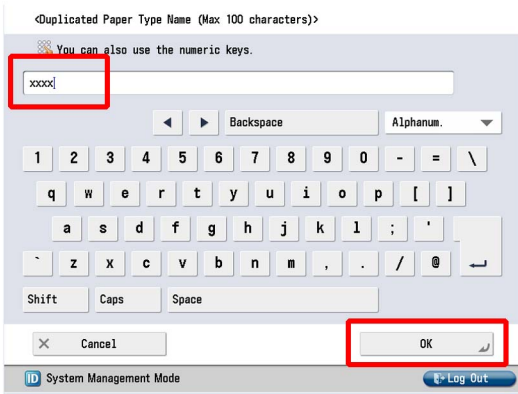 <Duplicated Paper Type Name (Max 100 characters)>
You can also use the numeric keys.
xxxx
◀ ▶ Backspace Alphanum.
1 2 3 4 5 6 7 8 9 0 - = \
q w e r t y u i o p [ ]
a s d f g h j k l ; '
` z x c v b n m , . / @
Shift Caps Space
× Cancel OK
ID System Management Mode Log Out